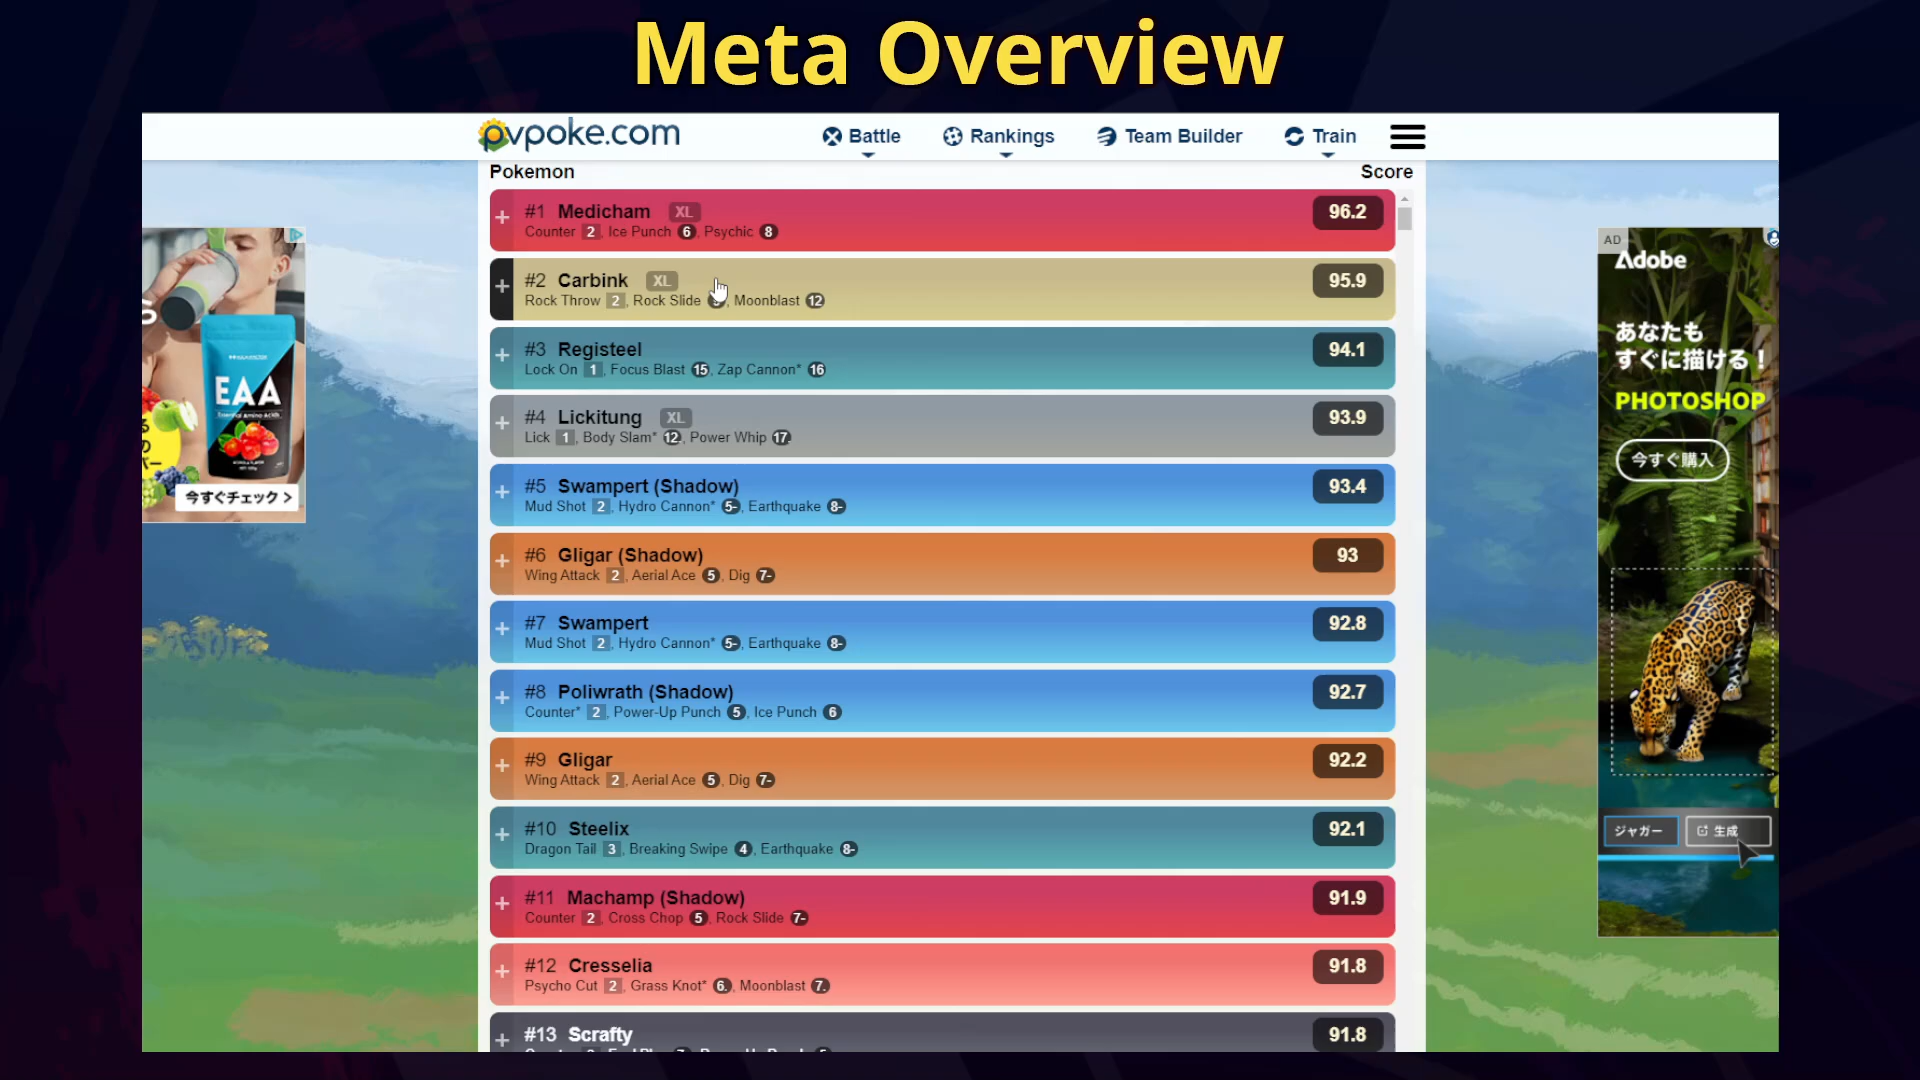 Meta Overview
pvpoke.com
Battle
Rankings
Team Builder
Train
Pokemon
Score
#1 Medicham XL
Counter 2, Ice Punch 6, Psychic 8
96.2
#2 Carbink XL
Rock Throw 2, Rock Slide , Moonblast 12
95.9
#3 Registeel
Lock On 1, Focus Blast 15, Zap Cannon* 16
94.1
#4 Lickitung XL
Lick 1, Body Slam* 12, Power Whip 17
93.9
#5 Swampert (Shadow)
Mud Shot 2, Hydro Cannon* 5-, Earthquake 8-
93.4
#6 Gligar (Shadow)
Wing Attack 2, Aerial Ace 5, Dig 7-
93
#7 Swampert
Mud Shot 2, Hydro Cannon* 5-, Earthquake 8-
92.8
#8 Poliwrath (Shadow)
Counter* 2, Power-Up Punch 5, Ice Punch 6
92.7
#9 Gligar
Wing Attack 2, Aerial Ace 5, Dig 7-
92.2
#10 Steelix
Dragon Tail 3, Breaking Swipe 4, Earthquake 8-
92.1
#11 Machamp (Shadow)
Counter 2, Cross Chop 5, Rock Slide 7-
91.9
#12 Cresselia
Psycho Cut 2, Grass Knot* 6., Moonblast 7.
91.8
#13 Scrafty
91.8
EAA
今すぐチェック >
AD
Adobe
あなたも
すぐに描ける!
PHOTOSHOP
今すぐ購入
ジャガー
生成